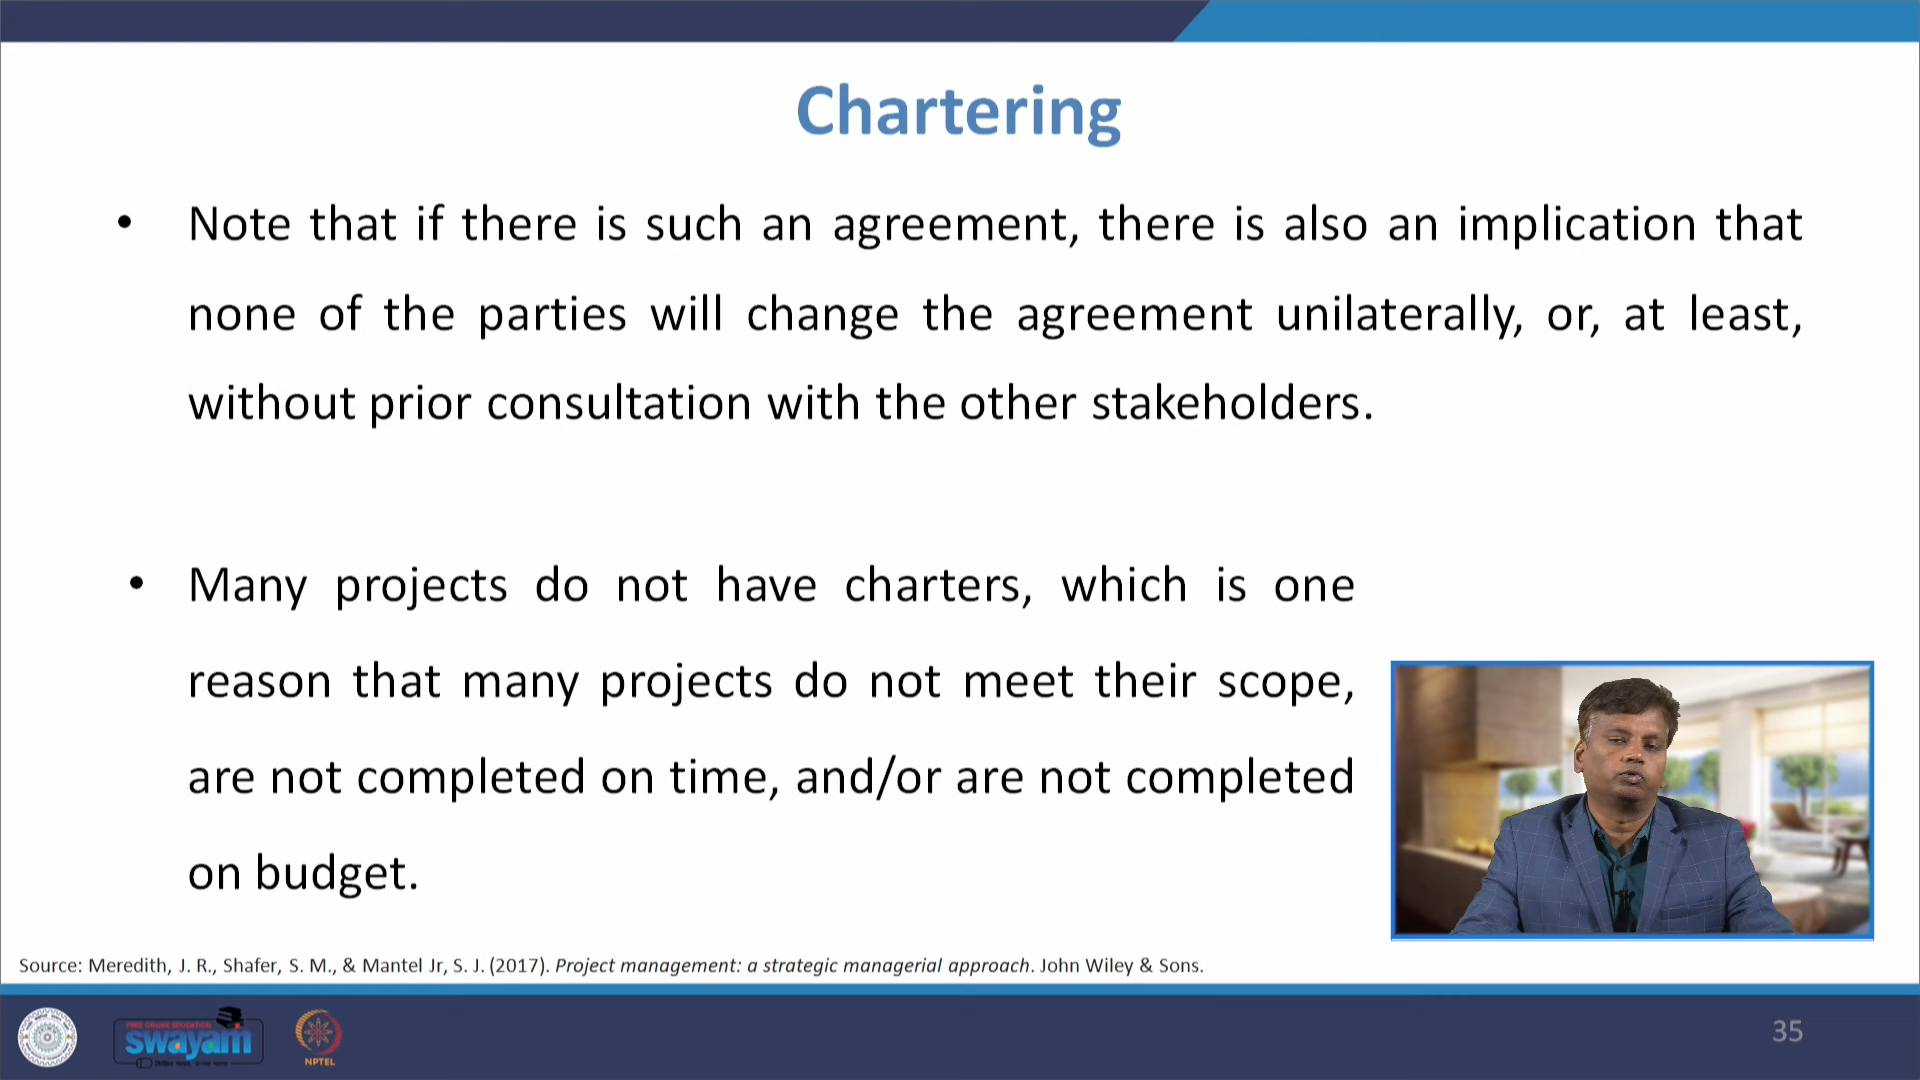 Chartering
• Note that if there is such an agreement, there is also an implication that
none of the parties will change the agreement unilaterally, or, at least,
without prior consultation with the other stakeholders.
• Many projects do not have charters, which is one
reason that many projects do not meet their scope,
are not completed on time, and/or are not completed
on budget.
Source: Meredith, J. R., Shafer, S. M., & Mantel Jr, S. J. (2017). Project management: a strategic managerial approach. John Wiley & Sons.
FREE ONLINE EDUCATION
swayam
NPTEL
35